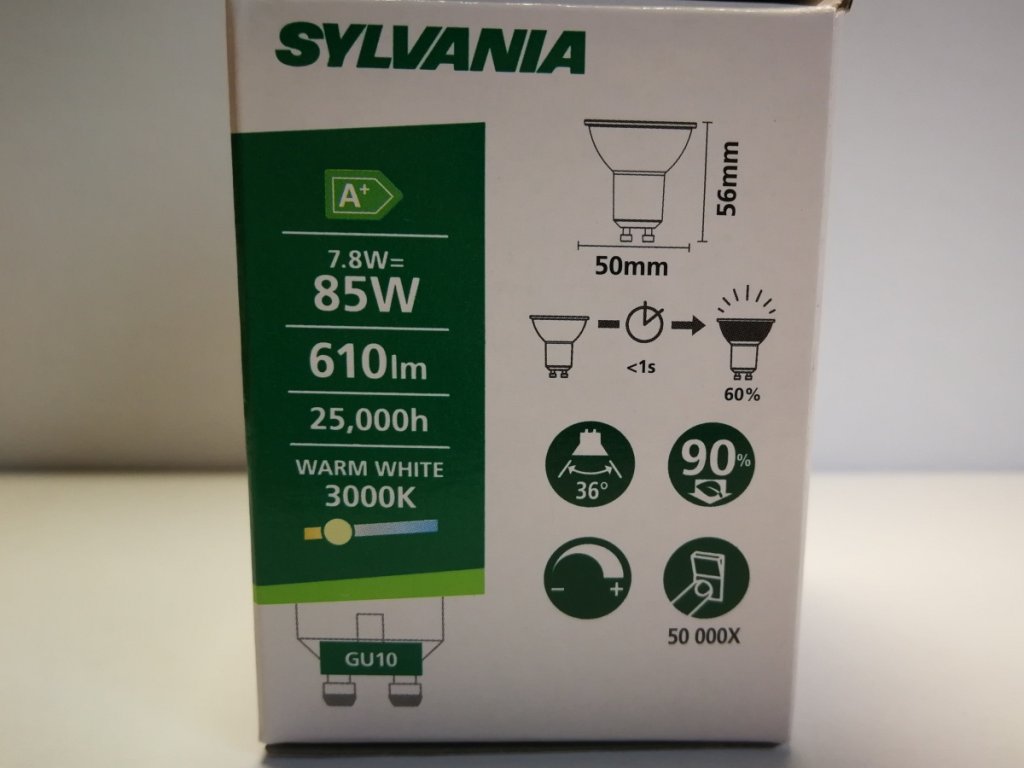 SYLVANIA
A+
7.8W=
85W
610lm
25,000h
WARM WHITE
3000K
GU10
56mm
50mm
<1s
60%
36°
90%
- +
50 000X